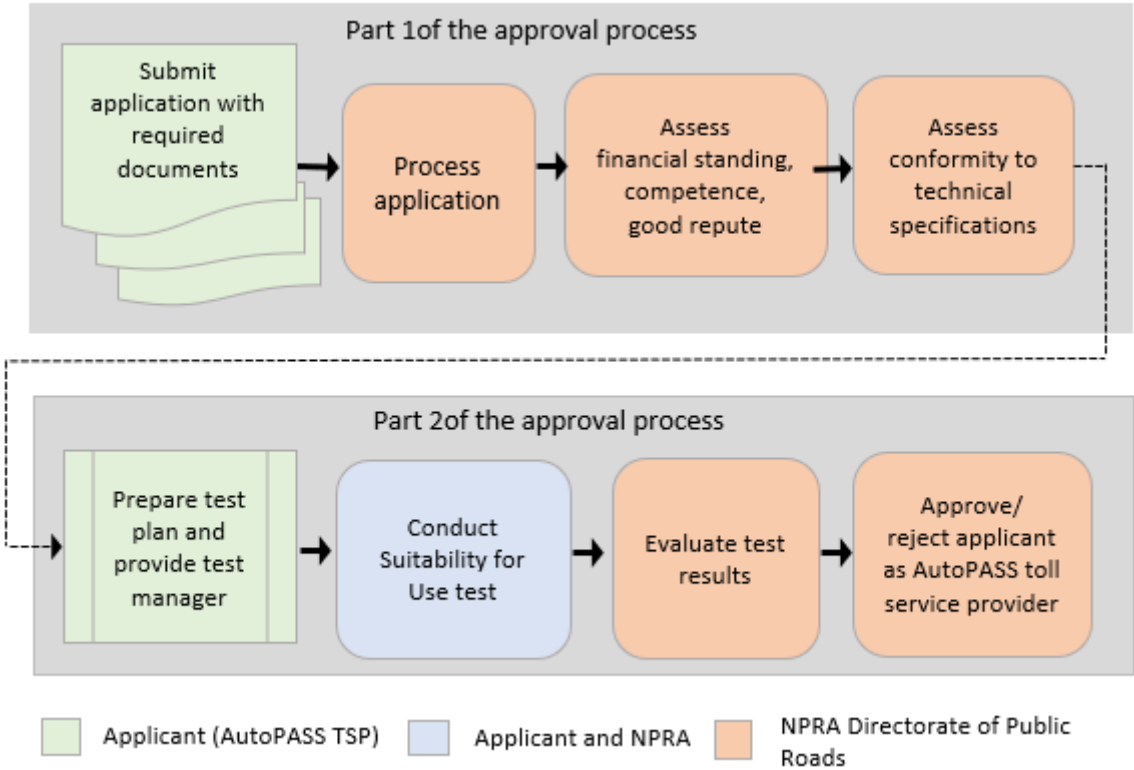 Part 1of the approval process
Submit
application with
required
documents
Process
application
Assess
financial standing,
competence,
good repute
Assess
conformity to
technical
specifications
Part 2of the approval process
Prepare test
plan and
provide test
manager
Conduct
Suitability for
Use test
Evaluate test
results
Approve/
reject applicant
as AutoPASS toll
service provider
Applicant (AutoPASS TSP)
Applicant and NPRA
NPRA Directorate of Public
Roads